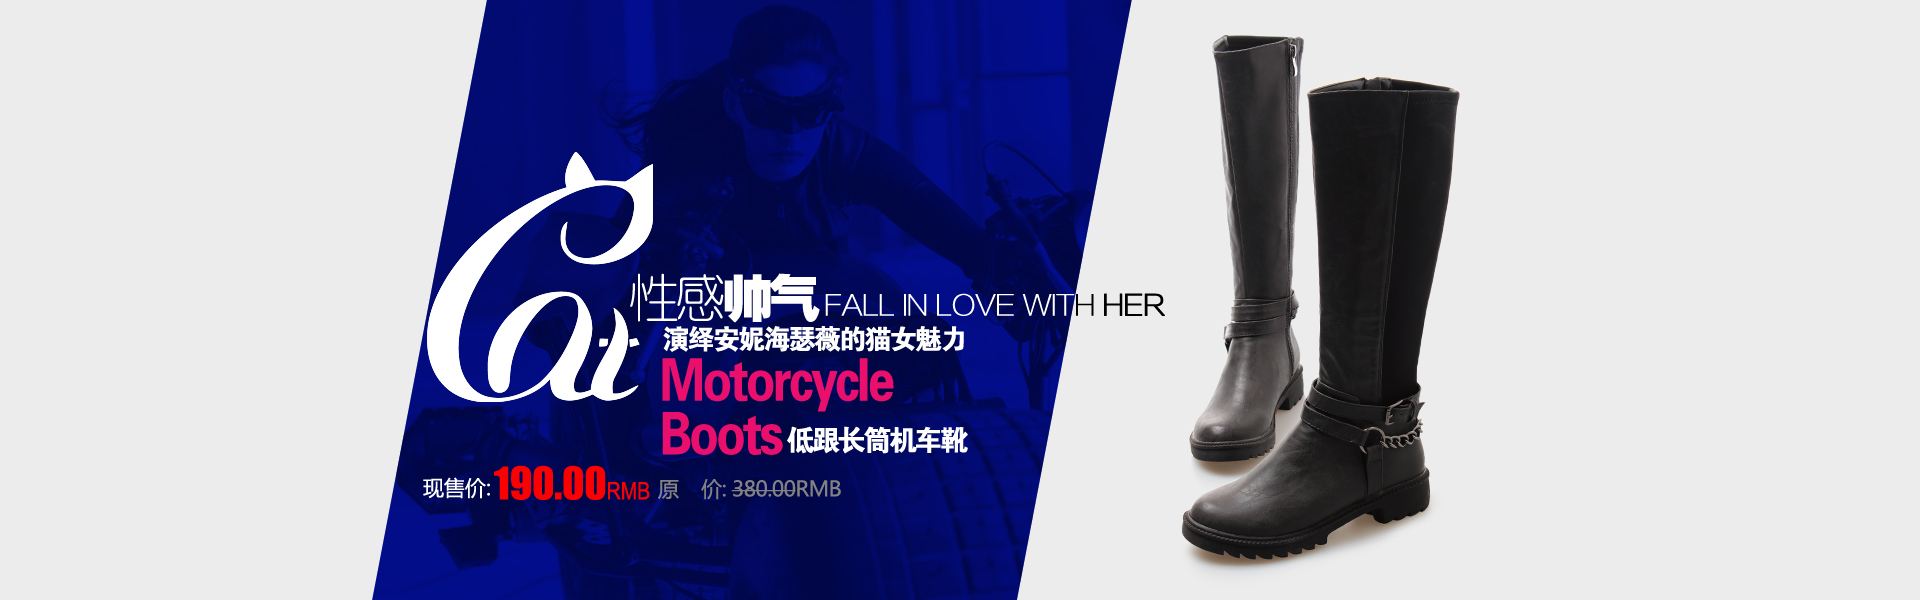 Cat
性感帅气 FALL IN LOVE WITH HER
演绎安妮海瑟薇的猫女魅力
Motorcycle
Boots 低跟长筒机车靴
现售价: 190.00RMB 原 价: 380.00RMB